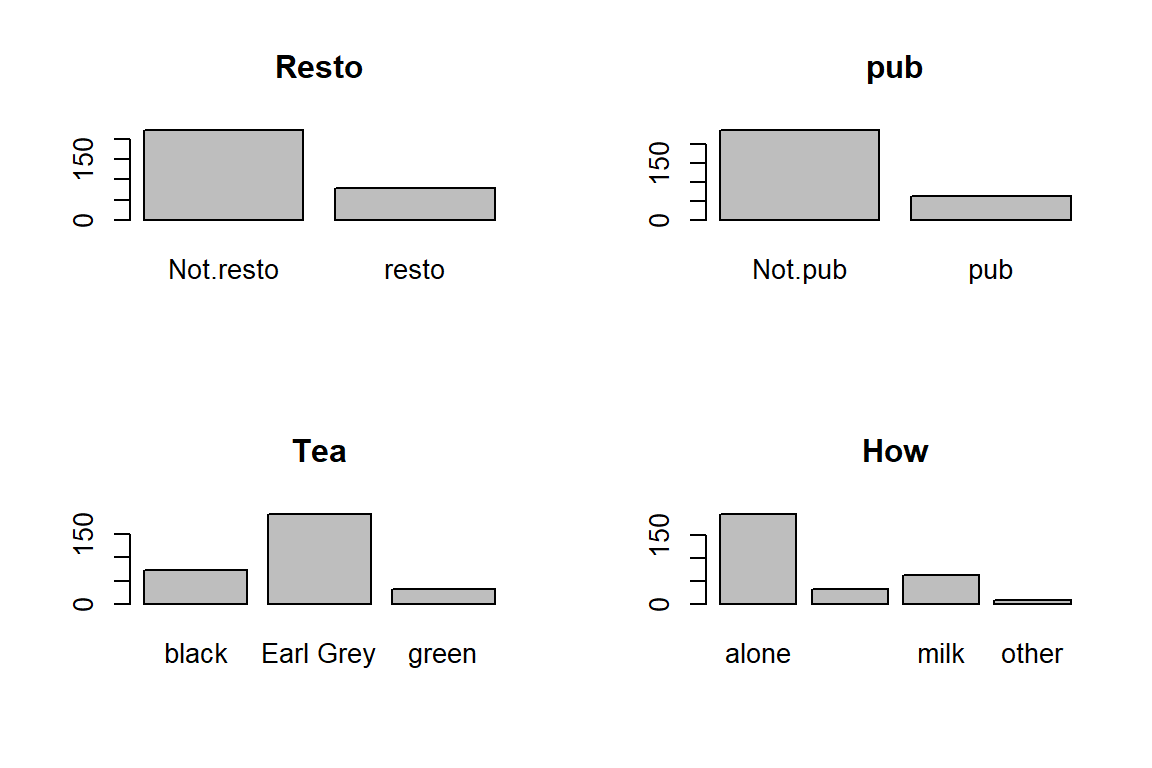 Resto
150
0
Not.resto resto
pub
150
0
Not.pub pub
Tea
150
0
black Earl Grey green
How
150
0
alone milk other